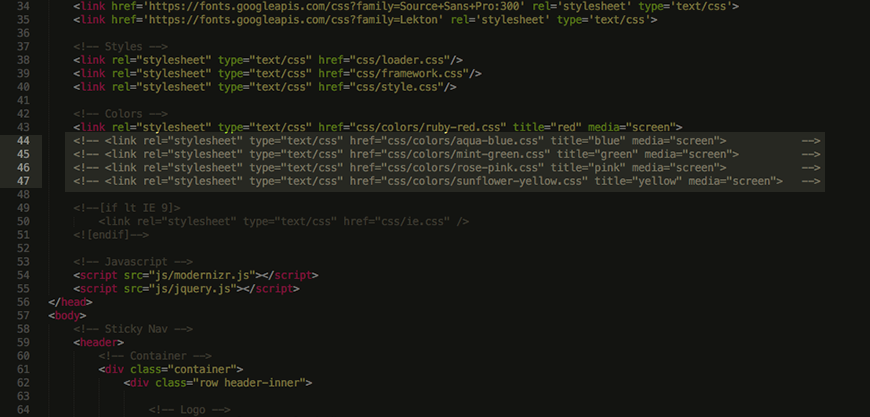 34 <link href='https://fonts.googleapis.com/css?family=Source+Sans+Pro:300' rel='stylesheet' type='text/css'>
35 <link href='https://fonts.googleapis.com/css?family=Lekton' rel='stylesheet' type='text/css'>
36
37 <!-- Styles -->
38 <link rel="stylesheet" type="text/css" href="css/loader.css"/>
39 <link rel="stylesheet" type="text/css" href="css/framework.css"/>
40 <link rel="stylesheet" type="text/css" href="css/style.css"/>
41
42 <!-- Colors -->
43 <link rel="stylesheet" type="text/css" href="css/colors/ruby-red.css" title="red" media="screen">
44 <!-- <link rel="stylesheet" type="text/css" href="css/colors/aqua-blue.css" title="blue" media="screen"> -->
45 <!-- <link rel="stylesheet" type="text/css" href="css/colors/mint-green.css" title="green" media="screen"> -->
46 <!-- <link rel="stylesheet" type="text/css" href="css/colors/rose-pink.css" title="pink" media="screen"> -->
47 <!-- <link rel="stylesheet" type="text/css" href="css/colors/sunflower-yellow.css" title="yellow" media="screen"> -->
48
49 <!--[if lt IE 9]>
50 <link rel="stylesheet" type="text/css" href="css/ie.css" />
51 <![endif]-->
52
53 <!-- Javascript -->
54 <script src="js/modernizr.js"></script>
55 <script src="js/jquery.js"></script>
56 </head>
57 <body>
58 <!-- Sticky Nav -->
59 <header>
60 <!-- Container -->
61 <div class="container">
62 <div class="row header-inner">
63
64 <!-- Logo -->